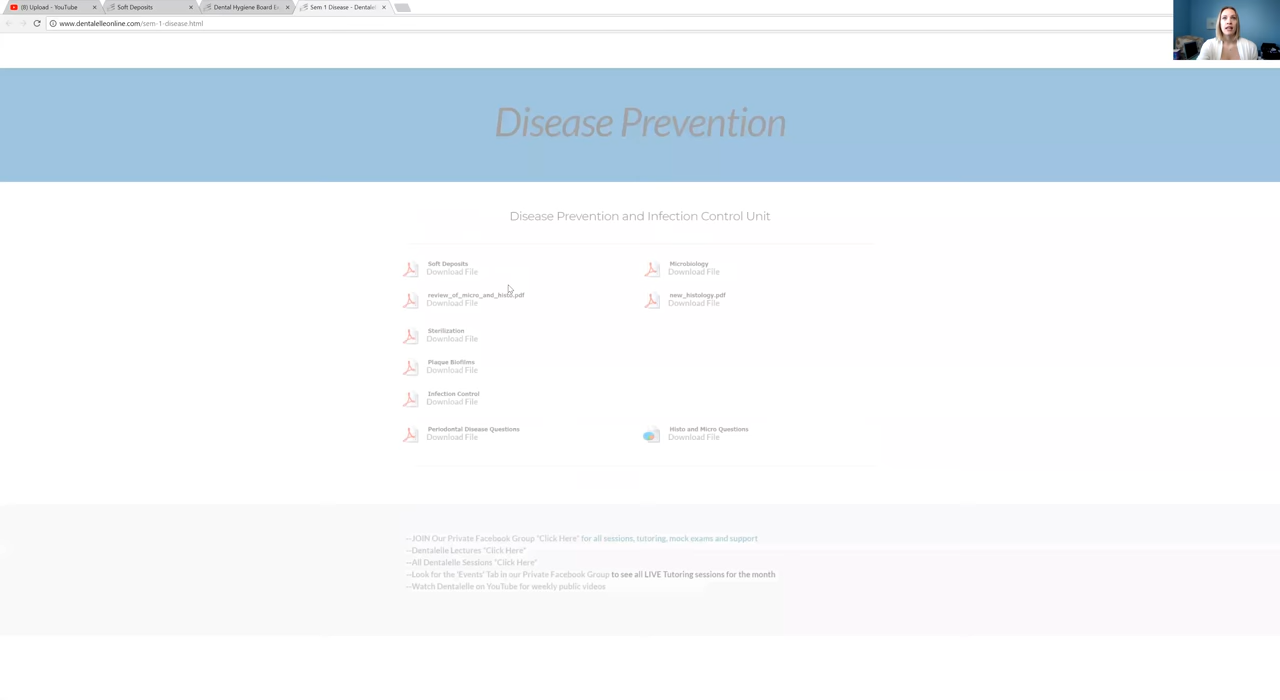 (8) Upload - YouTube
Soft Deposits
Dental Hygiene Board E
Sem 1 Disease - Dentalel
www.dentalelleonline.com/sem-1-disease.html
Disease Prevention
Disease Prevention and Infection Control Unit
Soft Deposits
Download File
Microbiology
Download File
review_of_micro_and_histo.pdf
Download File
new_histology.pdf
Download File
Sterilization
Download File
Plaque Biofilms
Download File
Infection Control
Download File
Periodontal Disease Questions
Download File
Histo and Micro Questions
Download File
--JOIN Our Private Facebook Group "Click Here" for all sessions, tutoring, mock exams and support
--Dentalelle Lectures "Click Here"
--All Dentalelle Sessions "Click Here"
--Look for the 'Events' Tab in our Private Facebook Group to see all LIVE Tutoring sessions for the month
--Watch Dentalelle on YouTube for weekly public videos